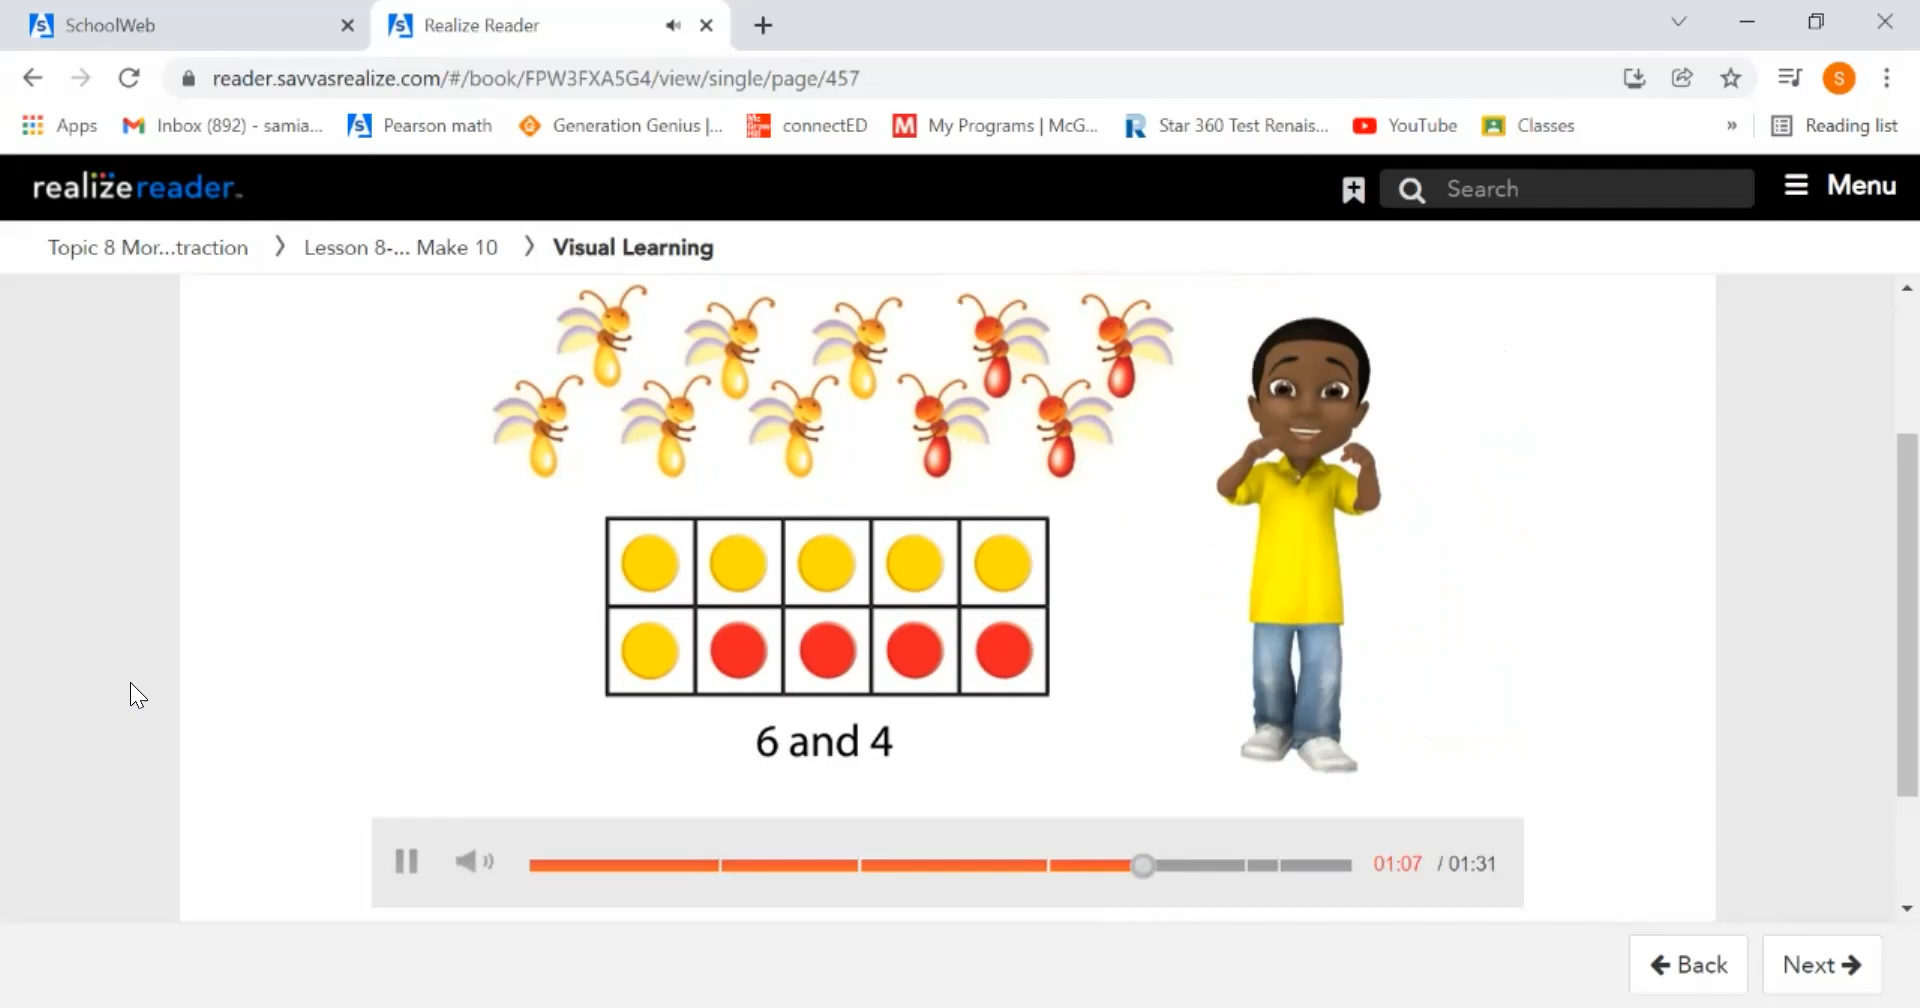 SchoolWeb
Realize Reader
reader.savvasrealize.com/#/book/FPW3FXA5G4/view/single/page/457
S
Apps
Inbox (892) - samia...
Pearson math
Generation Genius |...
connectED
My Programs | McG...
Star 360 Test Renais...
YouTube
Classes
»
Reading list
realizereader
Search
Menu
Topic 8 Mor...traction
Lesson 8-... Make 10
Visual Learning
6 and 4
01:07 / 01:31
Back
Next